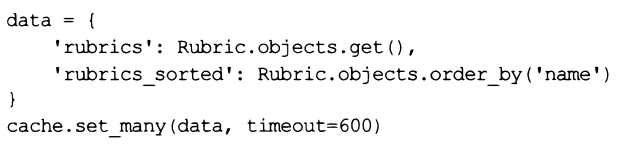 data = {
    'rubrics': Rubric.objects.get(),
    'rubrics_sorted': Rubric.objects.order_by('name')
}
cache.set_many(data, timeout=600)